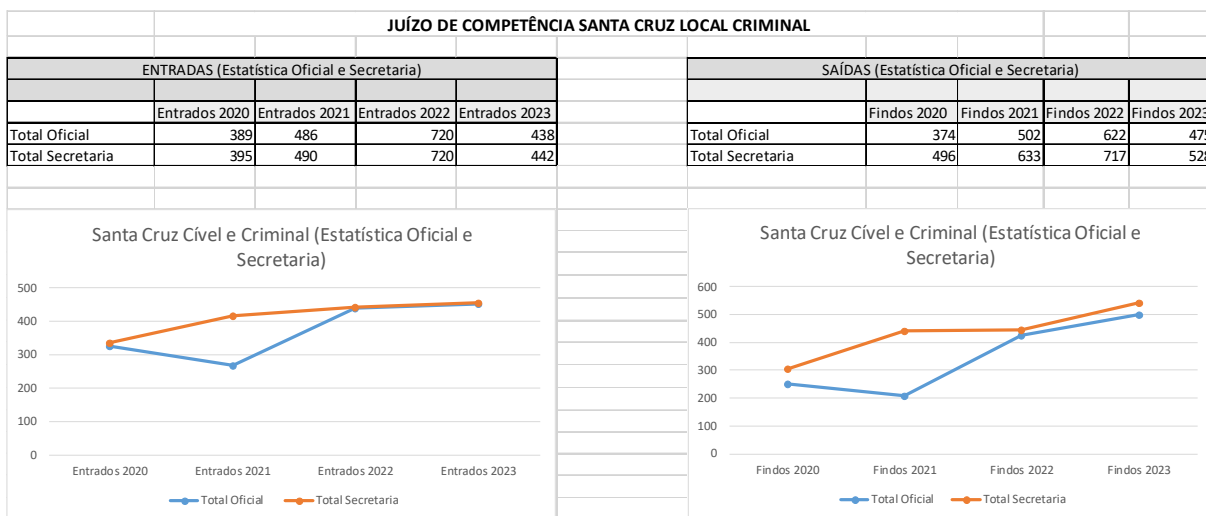 JUÍZO DE COMPETÊNCIA SANTA CRUZ LOCAL CRIMINAL
ENTRADAS (Estatística Oficial e Secretaria)
Entrados 2020 Entrados 2021 Entrados 2022 Entrados 2023
Total Oficial 389 486 720 438
Total Secretaria 395 490 720 442
SAÍDAS (Estatística Oficial e Secretaria)
Findos 2020 Findos 2021 Findos 2022 Findos 2023
Total Oficial 374 502 622 475
Total Secretaria 496 633 717 528
Santa Cruz Cível e Criminal (Estatística Oficial e
Secretaria)
500
400
300
200
100
0
Entrados 2020 Entrados 2021 Entrados 2022 Entrados 2023
Total Oficial Total Secretaria
Santa Cruz Cível e Criminal (Estatística Oficial e
Secretaria)
600
500
400
300
200
100
0
Findos 2020 Findos 2021 Findos 2022 Findos 2023
Total Oficial Total Secretaria